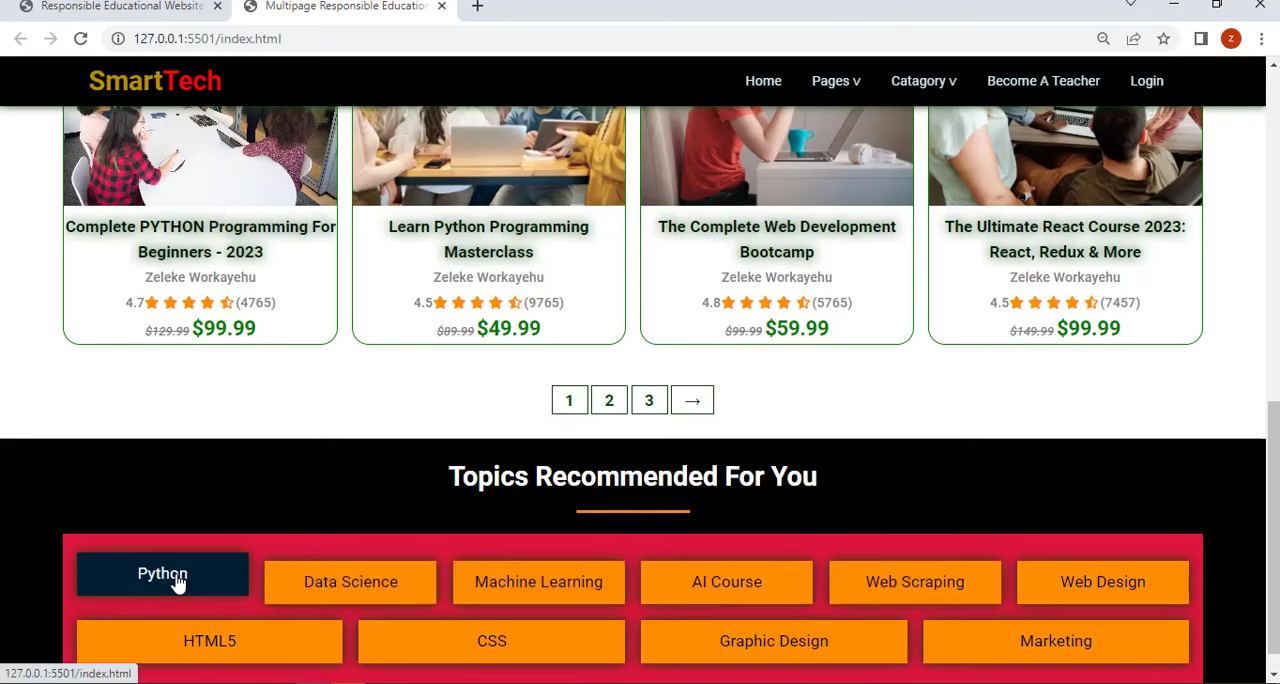 Responsible Educational Website
Multipage Responsible Education
127.0.0.1:5501/index.html
z
SmartTech
Home
Pages v
Catagory v
Become A Teacher
Login
Complete PYTHON Programming For
Beginners - 2023
Zeleke Workayehu
4.7 (4765)
$129.99 $99.99
Learn Python Programming
Masterclass
Zeleke Workayehu
4.5 (9765)
$89.99 $49.99
The Complete Web Development
Bootcamp
Zeleke Workayehu
4.8 (5765)
$99.99 $59.99
The Ultimate React Course 2023:
React, Redux & More
Zeleke Workayehu
4.5 (7457)
$149.99 $99.99
1 2 3 →
Topics Recommended For You
Python
Data Science
Machine Learning
AI Course
Web Scraping
Web Design
HTML5
CSS
Graphic Design
Marketing
127.0.0.1:5501/index.html